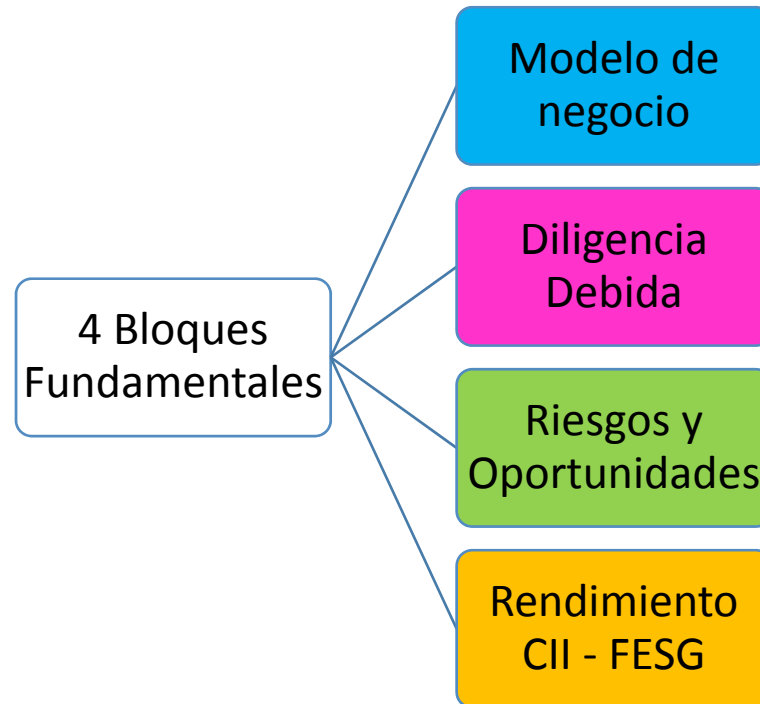 4 Bloques
Fundamentales
Modelo de
negocio
Diligencia
Debida
Riesgos y
Oportunidades
Rendimiento
CII - FESG